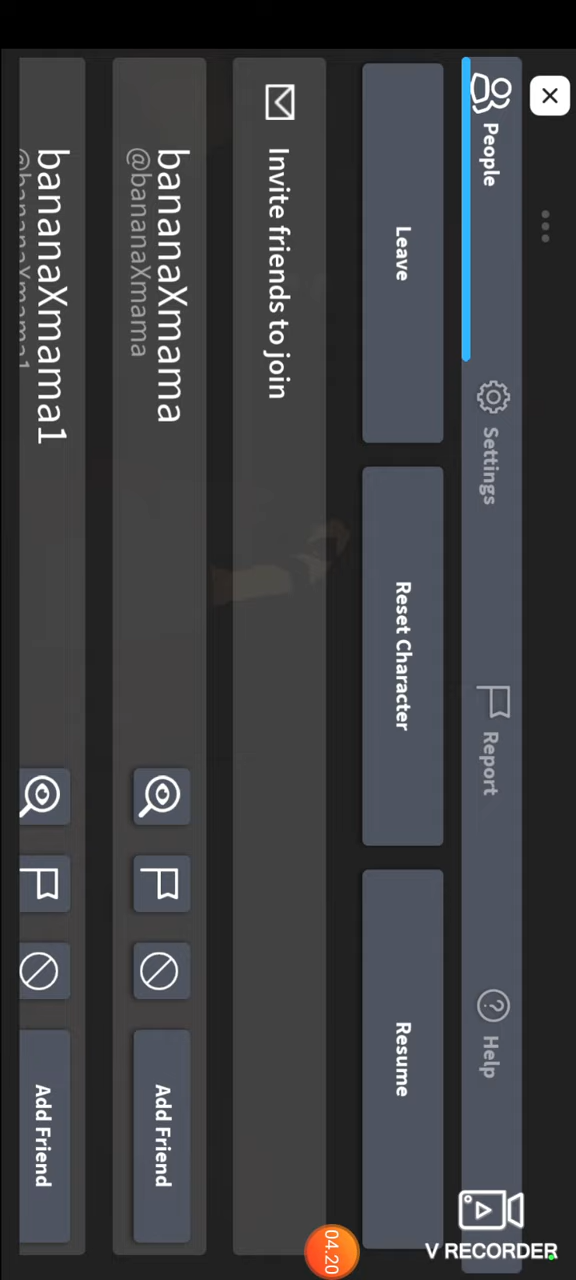 People
Settings
Report
Help
Leave
Reset Character
Resume
Invite friends to join
bananaXmama
@bananaXmama
Add Friend
bananaXmama1
@bananaXmama1
Add Friend
04.20
V RECORDER